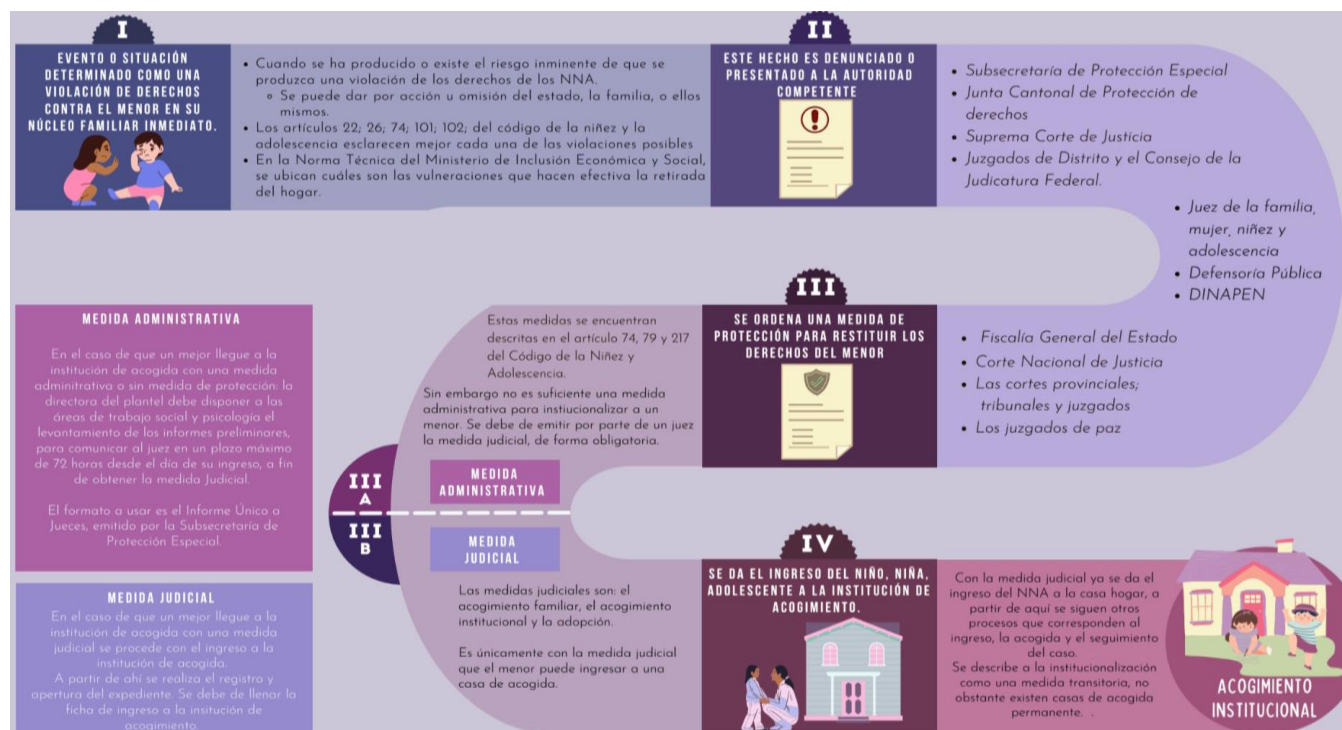 I
EVENTO O SITUACIÓN
DETERMINADO COMO UNA
VIOLACIÓN DE DERECHOS
CONTRA EL MENOR EN SU
NÚCLEO FAMILIAR INMEDIATO.
• Cuando se ha producido o existe el riesgo inminente de que se
produzca una violación de los derechos de los NNA.
◦ Se puede dar por acción u omisión del estado, la familia, o ellos
mismos.
• Los artículos 22; 26; 74; 101; 102; del código de la niñez y la
adolescencia esclarecen mejor cada una de las violaciones posibles
• En la Norma Técnica del Ministerio de Inclusión Económica y Social,
se ubican cuáles son las vulneraciones que hacen efectiva la retirada
del hogar.
II
ESTE HECHO ES DENUNCIADO O
PRESENTADO A LA AUTORIDAD
COMPETENTE
• Subsecretaría de Protección Especial
• Junta Cantonal de Protección de
derechos
• Suprema Corte de Justicia
• Juzgados de Distrito y el Consejo de la
Judicatura Federal.
• Juez de la familia,
mujer, niñez y
adolescencia
• Defensoría Pública
• DINAPEN
III
SE ORDENA UNA MEDIDA DE
PROTECCIÓN PARA RESTITUIR LOS
DERECHOS DEL MENOR
• Fiscalía General del Estado
• Corte Nacional de Justicia
• Las cortes provinciales;
tribunales y juzgados
• Los juzgados de paz
Estas medidas se encuentran
descritas en el artículo 74, 79 y 217
del Código de la Niñez y
Adolescencia.
Sin embargo no es suficiente una medida
administrativa para instiucionalizar a un
menor. Se debe de emitir por parte de un juez
la medida judicial, de forma obligatoria.
III
A
MEDIDA
ADMINISTRATIVA
MEDIDA ADMINISTRATIVA
En el caso de que un mejor llegue a la
institución de acogida con una medida
adminitrativa o sin medida de protección: la
directora del plantel debe disponer a las
áreas de trabajo social y psicología el
levantamiento de los informes preliminares,
para comunicar al juez en un plazo máximo
de 72 horas desde el día de su ingreso, a fin
de obtener la medida Judicial.
El formato a usar es el Informe Único a
Jueces, emitido por la Subsecretaría de
Protección Especial.
III
B
MEDIDA
JUDICIAL
Las medidas judiciales son: el
acogimiento familiar, el acogimiento
institucional y la adopción.
Es únicamente con la medida judicial
que el menor puede ingresar a una
casa de acogida.
MEDIDA JUDICIAL
En el caso de que un mejor llegue a la
institución de acogida con una medida
judicial se procede con el ingreso a la
institución de acogida.
A partir de ahí se realiza el registro y
apertura del expediente. Se debe de llenar la
ficha de ingreso a la insitución de
acogimiento.
IV
SE DA EL INGRESO DEL NIÑO, NIÑA,
ADOLESCENTE A LA INSTITUCIÓN DE
ACOGIMIENTO.
Con la medida judicial ya se da el
ingreso del NNA a la casa hogar, a
partir de aquí se siguen otros
procesos que corresponden al
ingreso, la acogida y el seguimiento
del caso.
Se describe a la institucionalización
como una medida transitoria, no
obstante existen casas de acogida
permanente. .
ACOGIMIENTO
INSTITUCIONAL